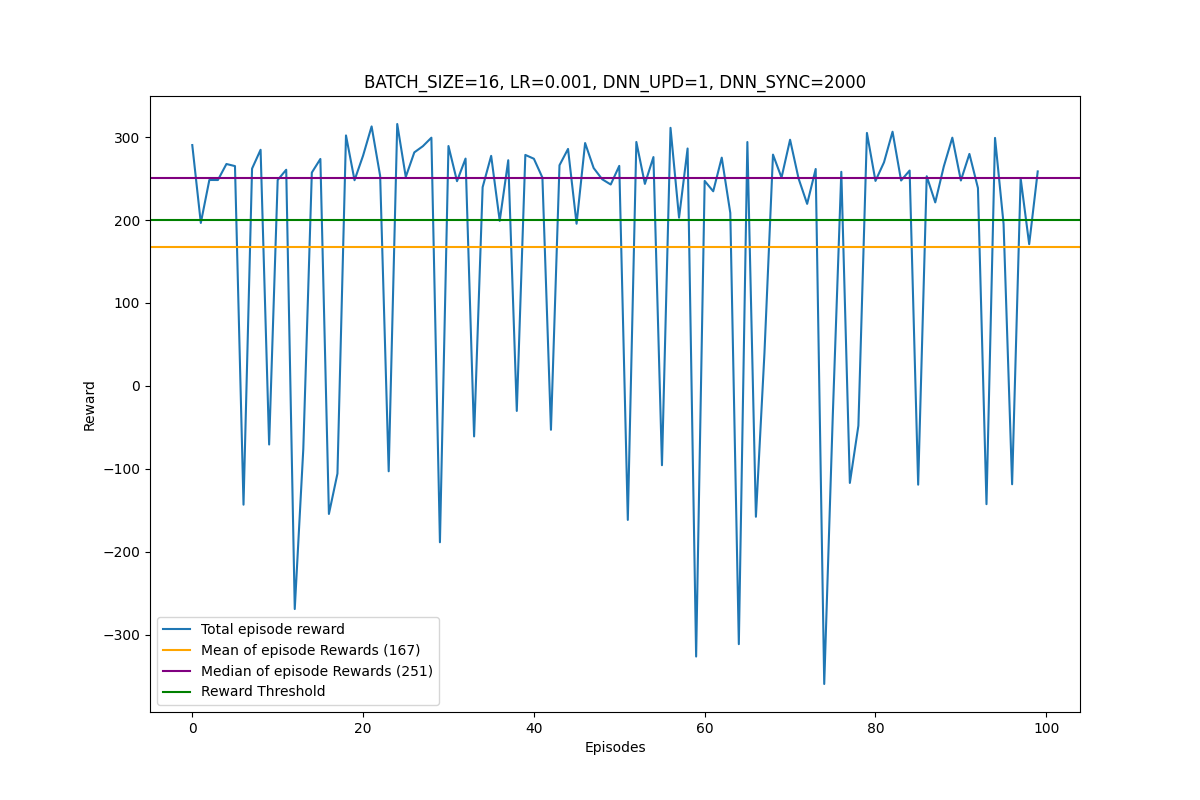 BATCH_SIZE=16, LR=0.001, DNN_UPD=1, DNN_SYNC=2000
300
200
100
0
−100
−200
−300
Reward
Total episode reward
Mean of episode Rewards (167)
Median of episode Rewards (251)
Reward Threshold
0 20 40 60 80 100
Episodes